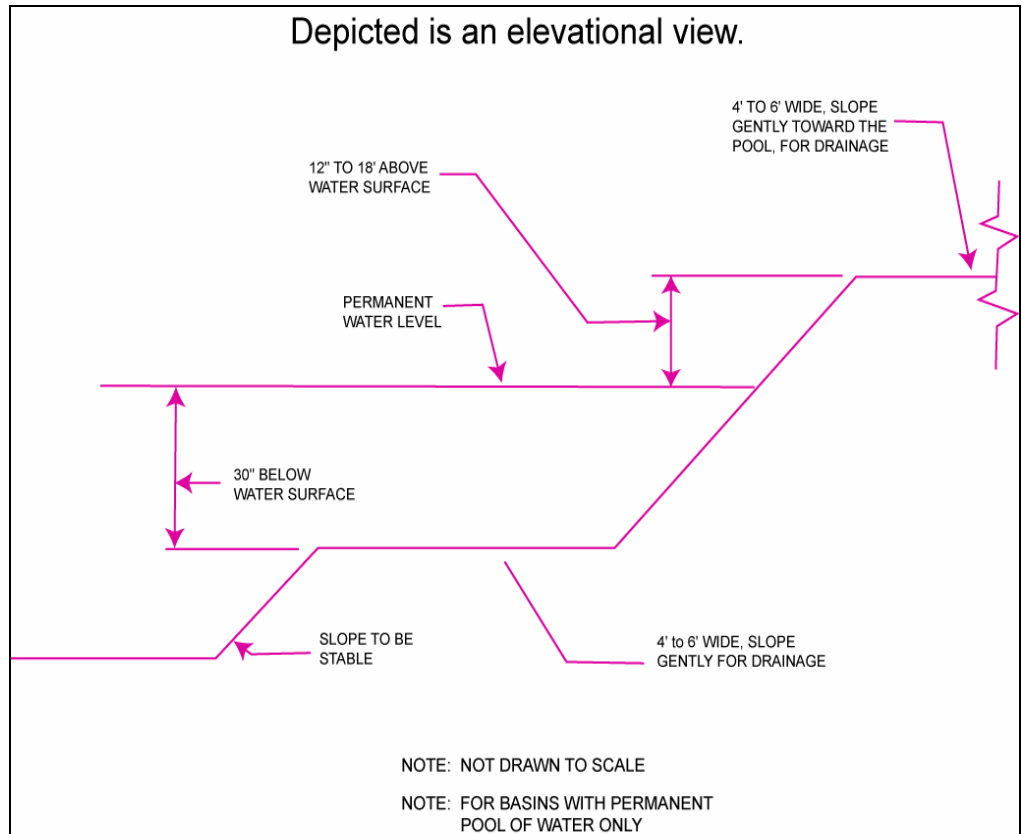 Depicted is an elevational view.
4' TO 6' WIDE, SLOPE
GENTLY TOWARD THE
POOL, FOR DRAINAGE
12" TO 18' ABOVE
WATER SURFACE
PERMANENT
WATER LEVEL
30" BELOW
WATER SURFACE
SLOPE TO BE
STABLE
4' to 6' WIDE, SLOPE
GENTLY FOR DRAINAGE
NOTE: NOT DRAWN TO SCALE
NOTE: FOR BASINS WITH PERMANENT
POOL OF WATER ONLY